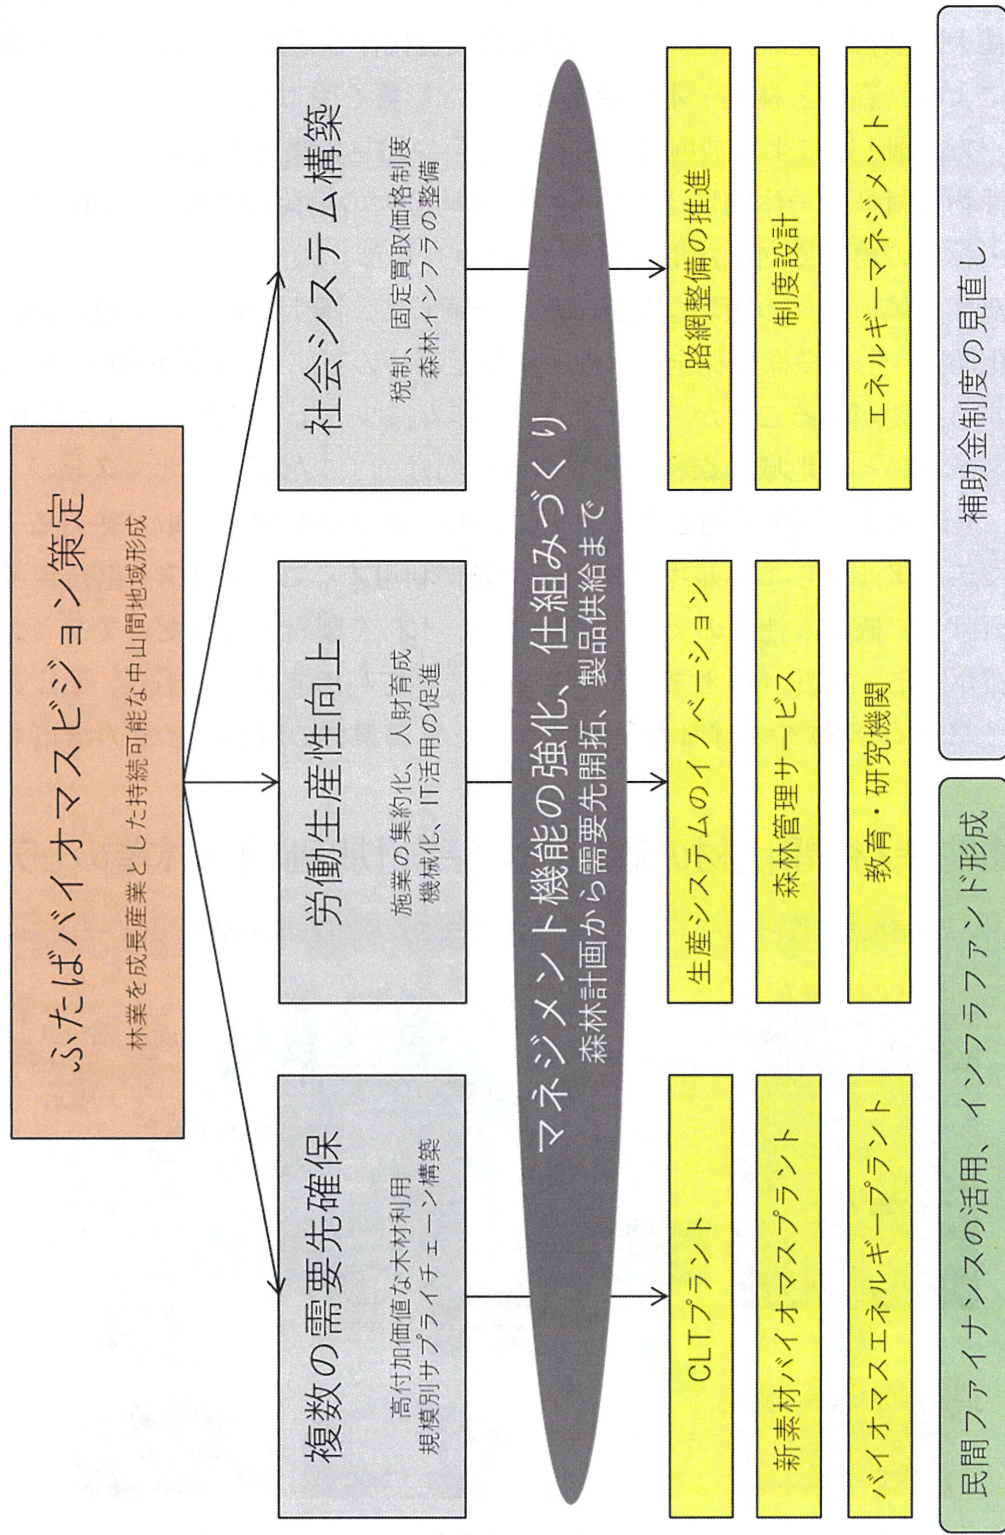 ふたばバイオマスビジョン策定
林業を成長産業とした持続可能な中山間地域形成
複数の需要先確保
高付加価値な木材利用
規模別サプライチェーン構築
労働生産性向上
施業の集約化、人財育成
機械化、IT活用の促進
社会システム構築
税制、固定買取価格制度
森林インフラの整備
マネジメント機能の強化、仕組みづくり
森林計画から需要先開拓、製品供給まで
CLTプラント
新素材バイオマスプラント
バイオマスエネルギープラント
生産システムのイノベーション
森林管理サービス
教育・研究機関
路網整備の推進
制度設計
エネルギーマネジメント
民間ファイナンスの活用、インフラファンド形成
補助金制度の見直し